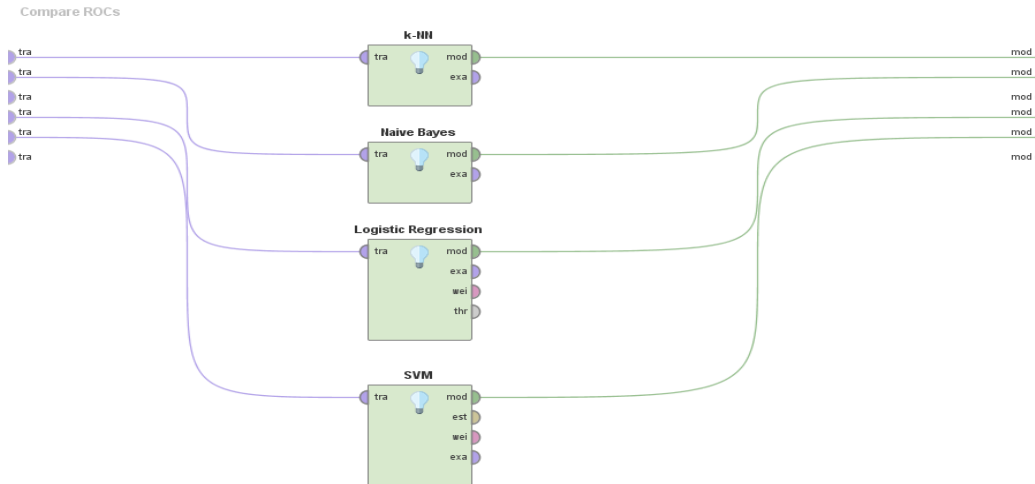 Compare ROCs
k-NN
tra tra mod mod
tra exa mod
tra mod
tra Naive Bayes mod
tra tra mod mod
tra exa mod
Logistic Regression
tra mod
exa
wei
thr
SVM
tra mod
est
wei
exa